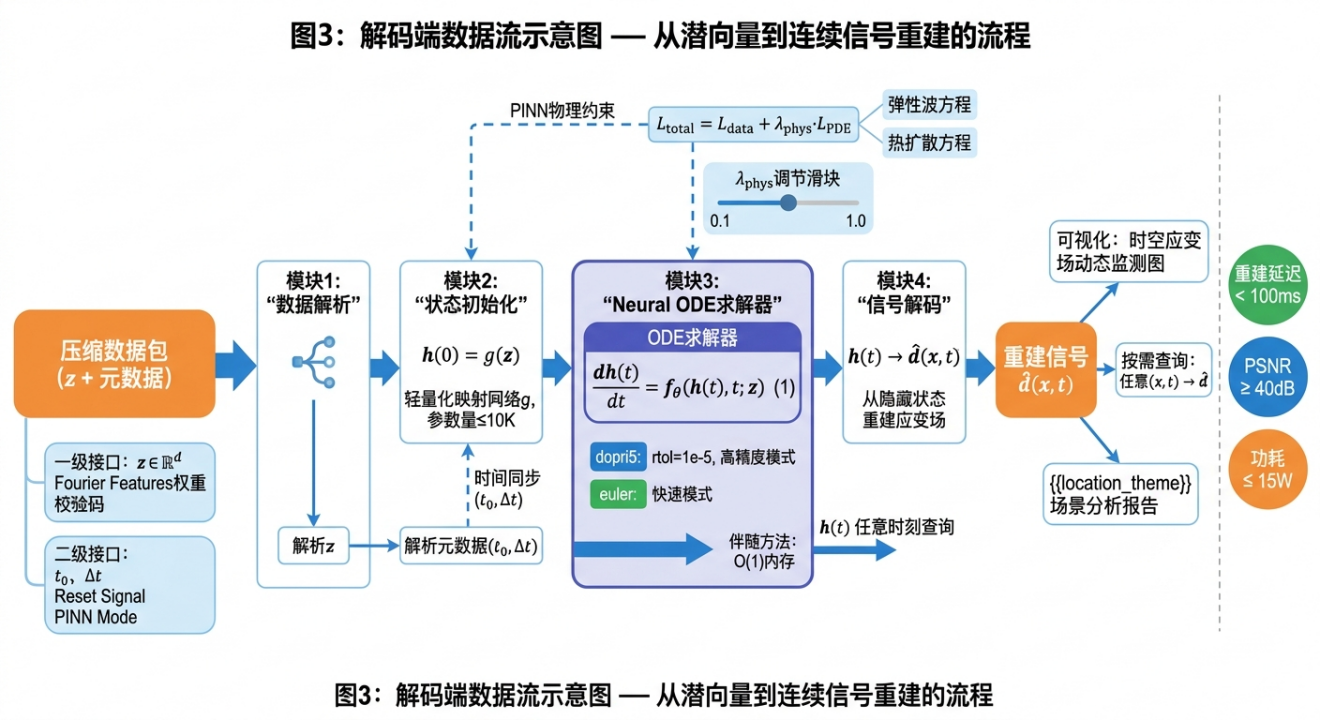 图3：解码端数据流示意图 — 从潜向量到连续信号重建的流程
PINN物理约束
L_total = L_data + λ_phys·L_PDE
弹性波方程
热扩散方程
λ_phys调节滑块
0.1
1.0
压缩数据包
(z + 元数据)
一级接口：z∈ℝ^d
Fourier Features权重
校验码
二级接口：
t₀, Δt
Reset Signal
PINN Mode
模块1:
“数据解析”
解析z
模块2:
“状态初始化”
h(0) = g(z)
轻量化映射网络g,
参数量≤10K
时间同步
(t₀,Δt)
解析元数据(t₀,Δt)
模块3:
“Neural ODE求解器”
ODE求解器
dh(t)/dt = f_θ(h(t),t;z) (1)
dopri5: rtol=1e-5, 高精度模式
euler: 快速模式
伴随方法：
O(1)内存
模块4:
“信号解码”
h(t) → d̂(x,t)
从隐藏状态
重建应变场
h(t) 任意时刻查询
重建信号
d̂(x,t)
可视化：时空应变
场动态监测图
按需查询：
任意(x,t) → d̂
{{location_theme}}
场景分析报告
重建延迟
< 100ms
PSNR
≥ 40dB
功耗
≤ 15W
图3：解码端数据流示意图 — 从潜向量到连续信号重建的流程